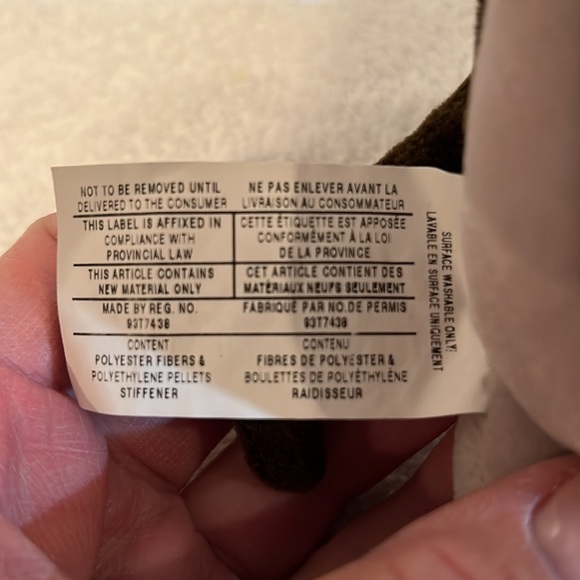 NOT TO BE REMOVED UNTIL
DELIVERED TO THE CONSUMER
THIS LABEL IS AFFIXED IN
COMPLIANCE WITH
PROVINCIAL LAW
THIS ARTICLE CONTAINS
NEW MATERIAL ONLY
MADE BY REG. NO.
93T7438
CONTENT
POLYESTER FIBERS &
POLYETHYLENE PELLETS
STIFFENER
NE PAS ENLEVER AVANT LA
LIVRAISON AU CONSOMMATEUR
CETTE ÉTIQUETTE EST APPOSÉE
CONFORMÉMENT À LA LOI
DE LA PROVINCE
CET ARTICLE CONTIENT DES
MATÉRIAUX NEUFS SEULEMENT
FABRIQUÉ PAR NO.DE PERMIS
93T7438
CONTENU
FIBRES DE POLYESTER &
BOULETTES DE POLYÉTHYLÈNE
RAIDISSEUR
SURFACE WASHABLE ONLY:
LAVABLE EN SURFACE UNIQUEMENT